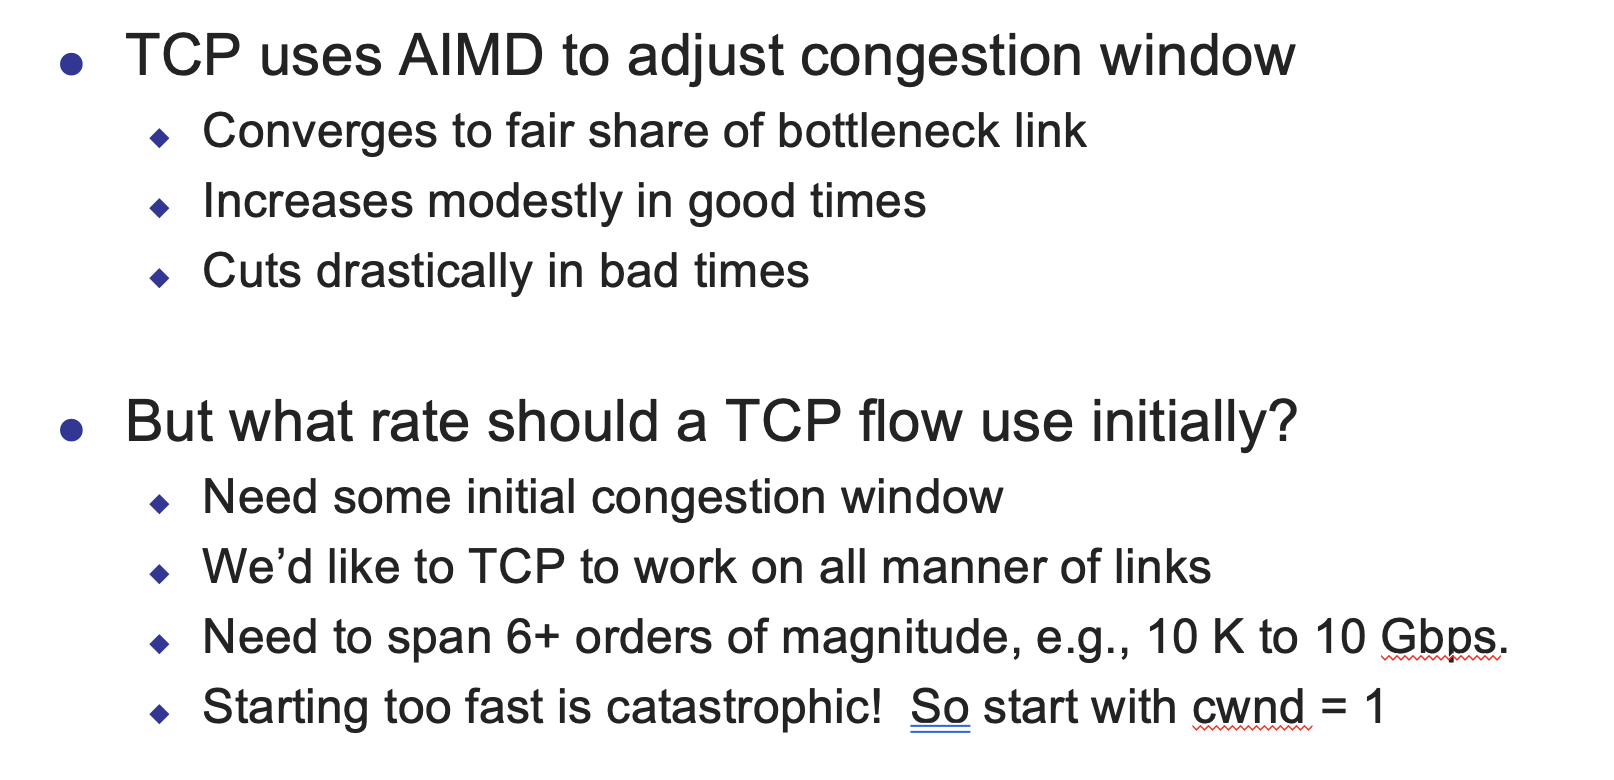 TCP uses AIMD to adjust congestion window
Converges to fair share of bottleneck link
Increases modestly in good times
Cuts drastically in bad times
But what rate should a TCP flow use initially?
Need some initial congestion window
We’d like to TCP to work on all manner of links
Need to span 6+ orders of magnitude, e.g., 10 K to 10 Gbps.
Starting too fast is catastrophic!  So start with cwnd = 1